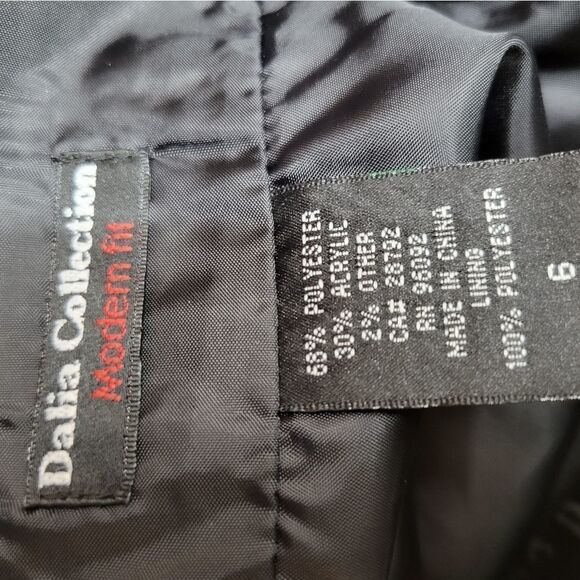 Dalia Collection
Modern fit
68% POLYESTER
30% ACRYLIC
2% OTHER
CA# 28792
RN 96092
MADE IN CHINA
LINING
100% POLYESTER
6